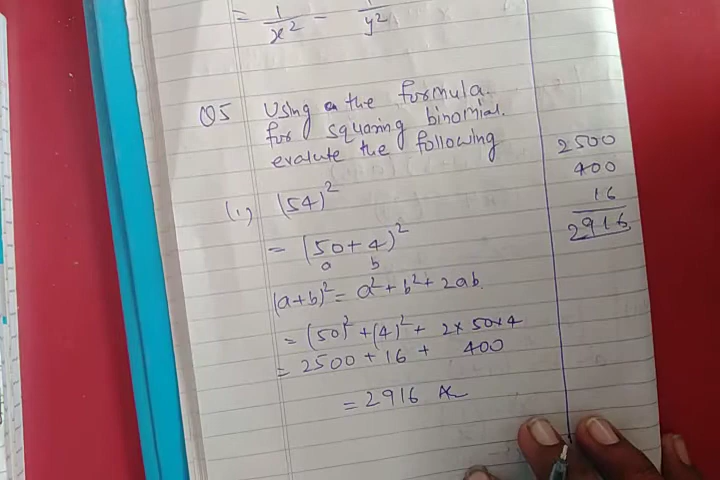 = 1/x² - 1/y²
Q5 Using the formula.
for squaring binomial.
evalute the following
(i) (54)²
= (50+4)²
a b
(a+b)² = a² + b² + 2ab.
= (50)² + (4)² + 2×50×4
= 2500 + 16 + 400
= 2916
2500
400
16
2916